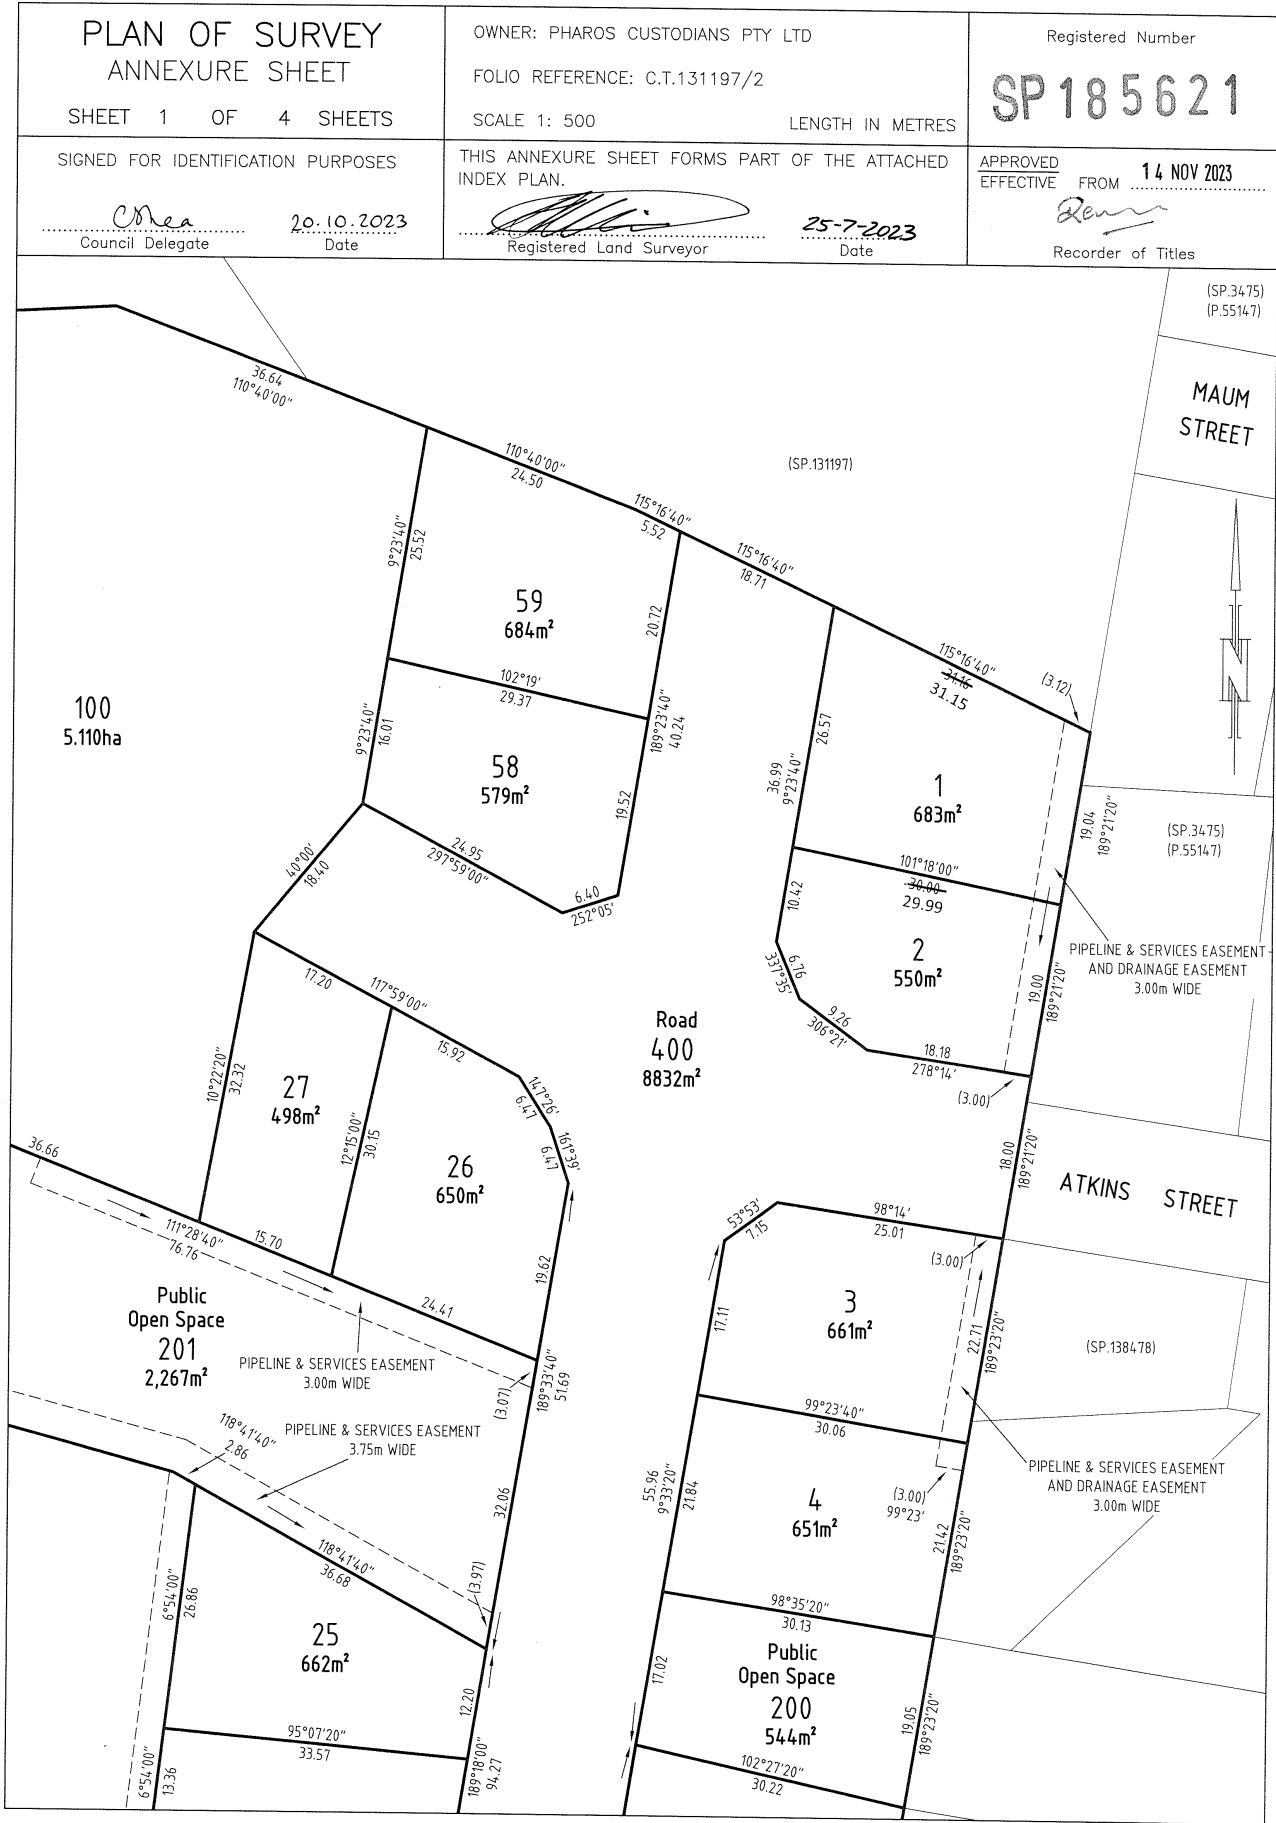 PLAN OF SURVEY
ANNEXURE SHEET
SHEET 1 OF 4 SHEETS
OWNER: PHAROS CUSTODIANS PTY LTD
FOLIO REFERENCE: C.T.131197/2
SCALE 1: 500
LENGTH IN METRES
Registered Number
SP185621
SIGNED FOR IDENTIFICATION PURPOSES
20.10.2023
Council Delegate
Date
THIS ANNEXURE SHEET FORMS PART OF THE ATTACHED
INDEX PLAN.
25-7-2023
Registered Land Surveyor
Date
APPROVED
EFFECTIVE FROM 14 NOV 2023
Recorder of Titles
(SP.3475)
(P.55147)
MAUM
STREET
36.64
110°40'00"
110°40'00"
24.50
(SP.131197)
115°16'40"
5.52
115°16'40"
18.71
9°23'40"
25.52
59
684m²
20.72
115°16'40"
31.16
31.15
(3.12)
102°19'
29.37
100
5.110ha
9°23'40"
16.01
58
579m²
189°23'40"
40.24
19.52
26.57
36.99
9°23'40"
1
683m²
19.04
189°21'20"
(SP.3475)
(P.55147)
24.95
297°59'00"
40°00'
18.40
6.40
252°05'
101°18'00"
30.00
29.99
10.42
2
550m²
PIPELINE & SERVICES EASEMENT
AND DRAINAGE EASEMENT
3.00m WIDE
6.76
337°35'
19.00
189°21'20"
17.20
117°59'00"
15.92
9.26
306°21'
Road
400
8832m²
18.18
278°14'
(3.00)
10°22'20"
32.32
27
498m²
12°15'00"
30.15
147°26'
6.47
161°39'
6.47
26
650m²
36.66
18.00
189°21'20"
ATKINS STREET
53°53'
7.15
98°14'
25.01
(3.00)
111°28'40"
76.76
15.70
19.62
24.41
Public
Open Space
201
2,267m²
PIPELINE & SERVICES EASEMENT
3.00m WIDE
17.11
3
661m²
22.71
189°23'20"
(SP.138478)
(3.07)
189°33'40"
51.69
99°23'40"
30.06
118°41'40"
2.86
PIPELINE & SERVICES EASEMENT
3.75m WIDE
PIPELINE & SERVICES EASEMENT
AND DRAINAGE EASEMENT
3.00m WIDE
32.06
55.96
9°33'20"
21.84
4
651m²
(3.00)
99°23'
21.42
189°23'20"
118°41'40"
36.68
(3.97)
6°54'00"
26.86
98°35'20"
30.13
25
662m²
Public
Open Space
200
544m²
17.02
12.20
19.05
189°23'20"
95°07'20"
33.57
102°27'20"
30.22
6°54'00"
13.36
189°18'00"
94.27